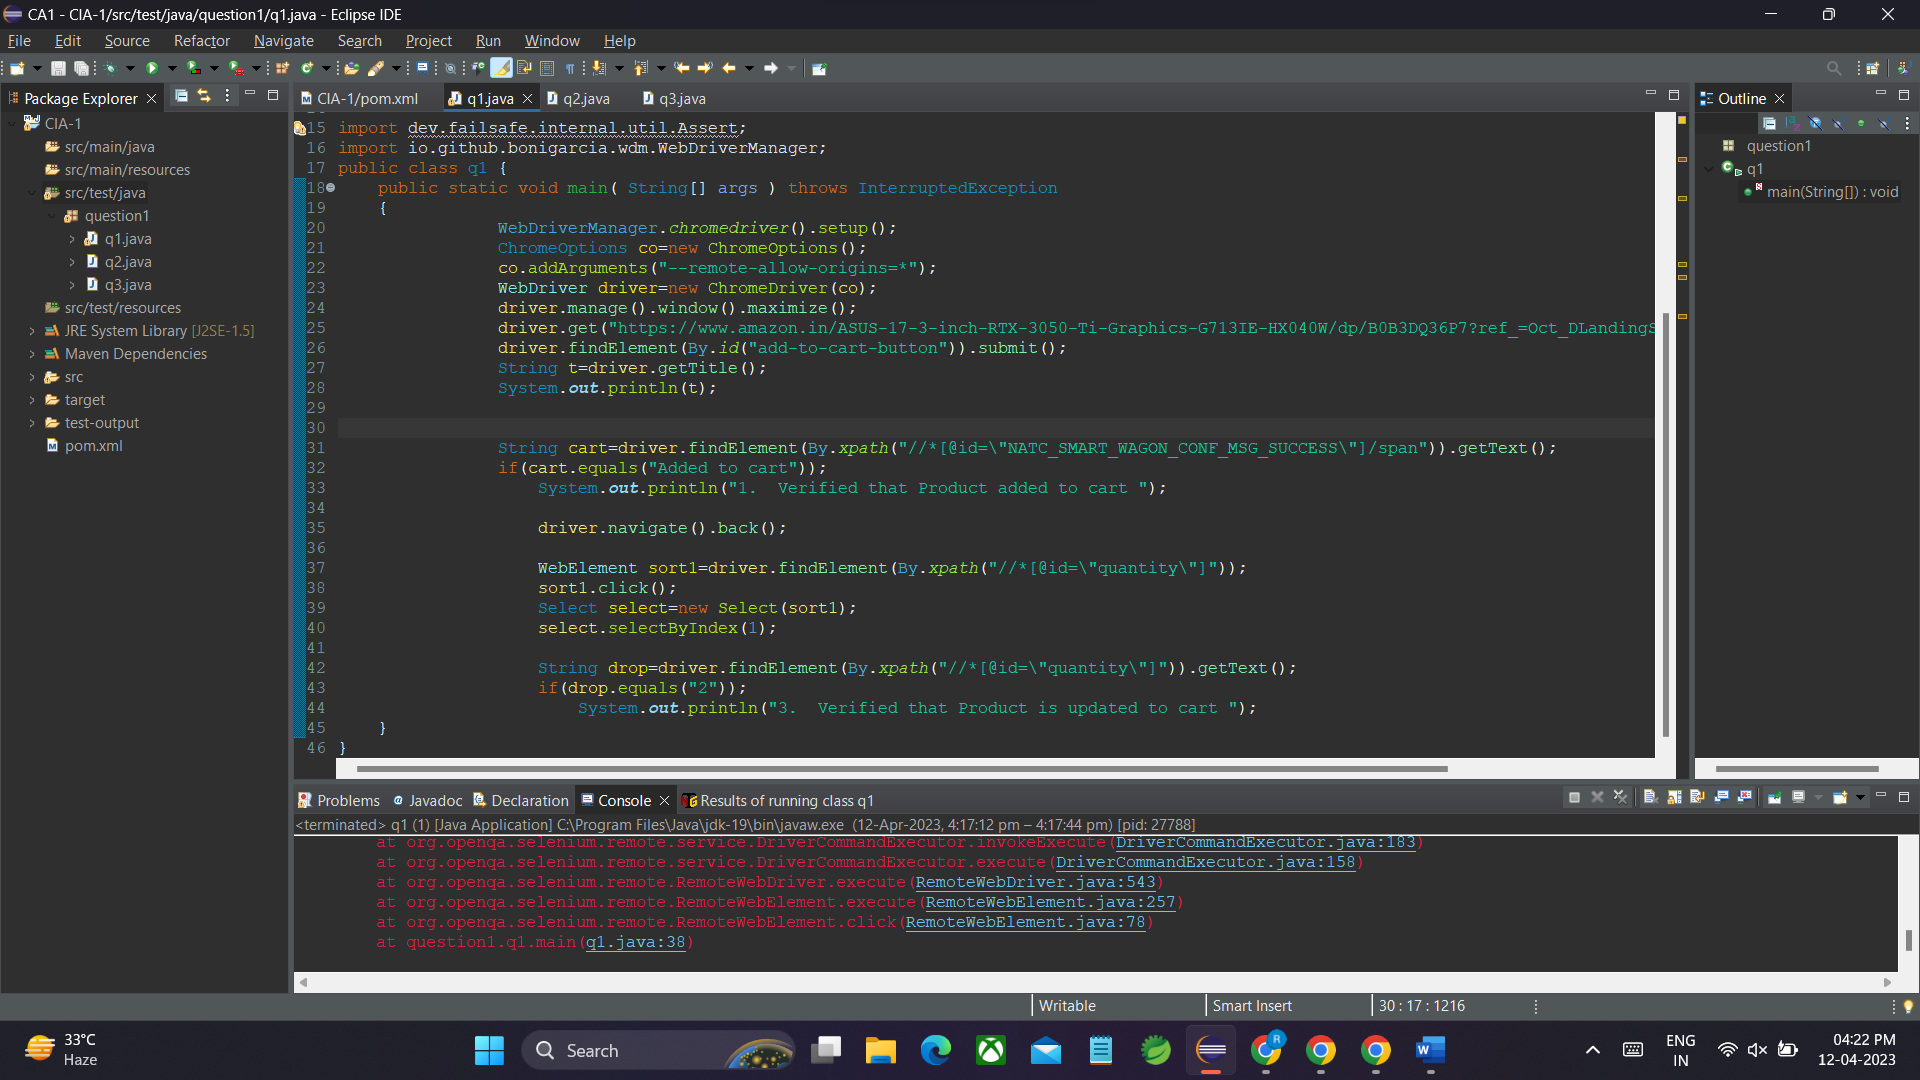 CA1 - CIA-1/src/test/java/question1/q1.java - Eclipse IDE
File Edit Source Refactor Navigate Search Project Run Window Help
Package Explorer
CIA-1
src/main/java
src/main/resources
src/test/java
question1
q1.java
q2.java
q3.java
src/test/resources
JRE System Library [J2SE-1.5]
Maven Dependencies
src
target
test-output
pom.xml
CIA-1/pom.xml q1.java q2.java q3.java
15 import dev.failsafe.internal.util.Assert;
16 import io.github.bonigarcia.wdm.WebDriverManager;
17 public class q1 {
18 public static void main( String[] args ) throws InterruptedException
19 {
20 WebDriverManager.chromedriver().setup();
21 ChromeOptions co=new ChromeOptions();
22 co.addArguments("--remote-allow-origins=*");
23 WebDriver driver=new ChromeDriver(co);
24 driver.manage().window().maximize();
25 driver.get("https://www.amazon.in/ASUS-17-3-inch-RTX-3050-Ti-Graphics-G713IE-HX040W/dp/B0B3DQ36P7?ref_=Oct_DLandingS
26 driver.findElement(By.id("add-to-cart-button")).submit();
27 String t=driver.getTitle();
28 System.out.println(t);
29
30
31 String cart=driver.findElement(By.xpath("//*[@id=\"NATC_SMART_WAGON_CONF_MSG_SUCCESS\"]/span")).getText();
32 if(cart.equals("Added to cart"));
33 System.out.println("1.  Verified that Product added to cart ");
34
35 driver.navigate().back();
36
37 WebElement sort1=driver.findElement(By.xpath("//*[@id=\"quantity\"]"));
38 sort1.click();
39 Select select=new Select(sort1);
40 select.selectByIndex(1);
41
42 String drop=driver.findElement(By.xpath("//*[@id=\"quantity\"]")).getText();
43 if(drop.equals("2"));
44 System.out.println("3.  Verified that Product is updated to cart ");
45 }
46 }
Outline
question1
q1
main(String[]) : void
Problems Javadoc Declaration Console Results of running class q1
<terminated> q1 (1) [Java Application] C:\Program Files\Java\jdk-19\bin\javaw.exe (12-Apr-2023, 4:17:12 pm – 4:17:44 pm) [pid: 27788]
at org.openqa.selenium.remote.service.DriverCommandExecutor.invokeExecute(DriverCommandExecutor.java:183)
at org.openqa.selenium.remote.service.DriverCommandExecutor.execute(DriverCommandExecutor.java:158)
at org.openqa.selenium.remote.RemoteWebDriver.execute(RemoteWebDriver.java:543)
at org.openqa.selenium.remote.RemoteWebElement.execute(RemoteWebElement.java:257)
at org.openqa.selenium.remote.RemoteWebElement.click(RemoteWebElement.java:78)
at question1.q1.main(q1.java:38)
Writable Smart Insert 30 : 17 : 1216
33°C
Haze
Search
ENG
IN
04:22 PM
12-04-2023